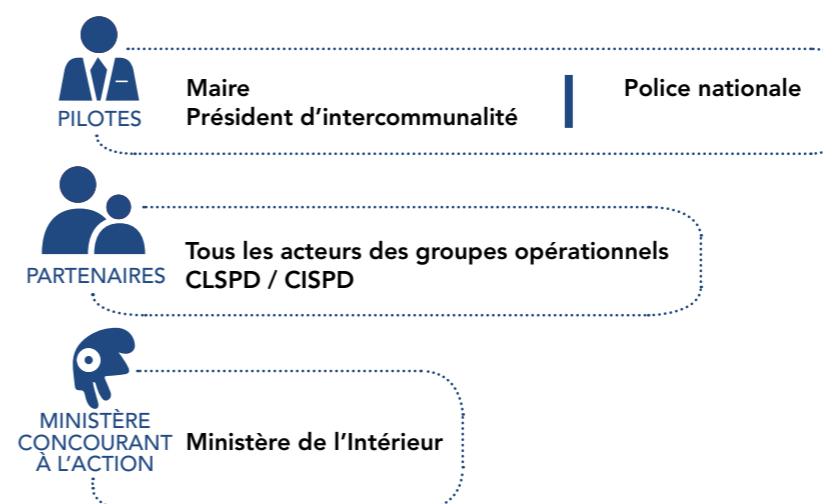 PILOTES
Maire
Président d’intercommunalité
Police nationale
PARTENAIRES
Tous les acteurs des groupes opérationnels
CLSPD / CISPD
MINISTÈRE
CONCOURANT
À L’ACTION
Ministère de l’Intérieur